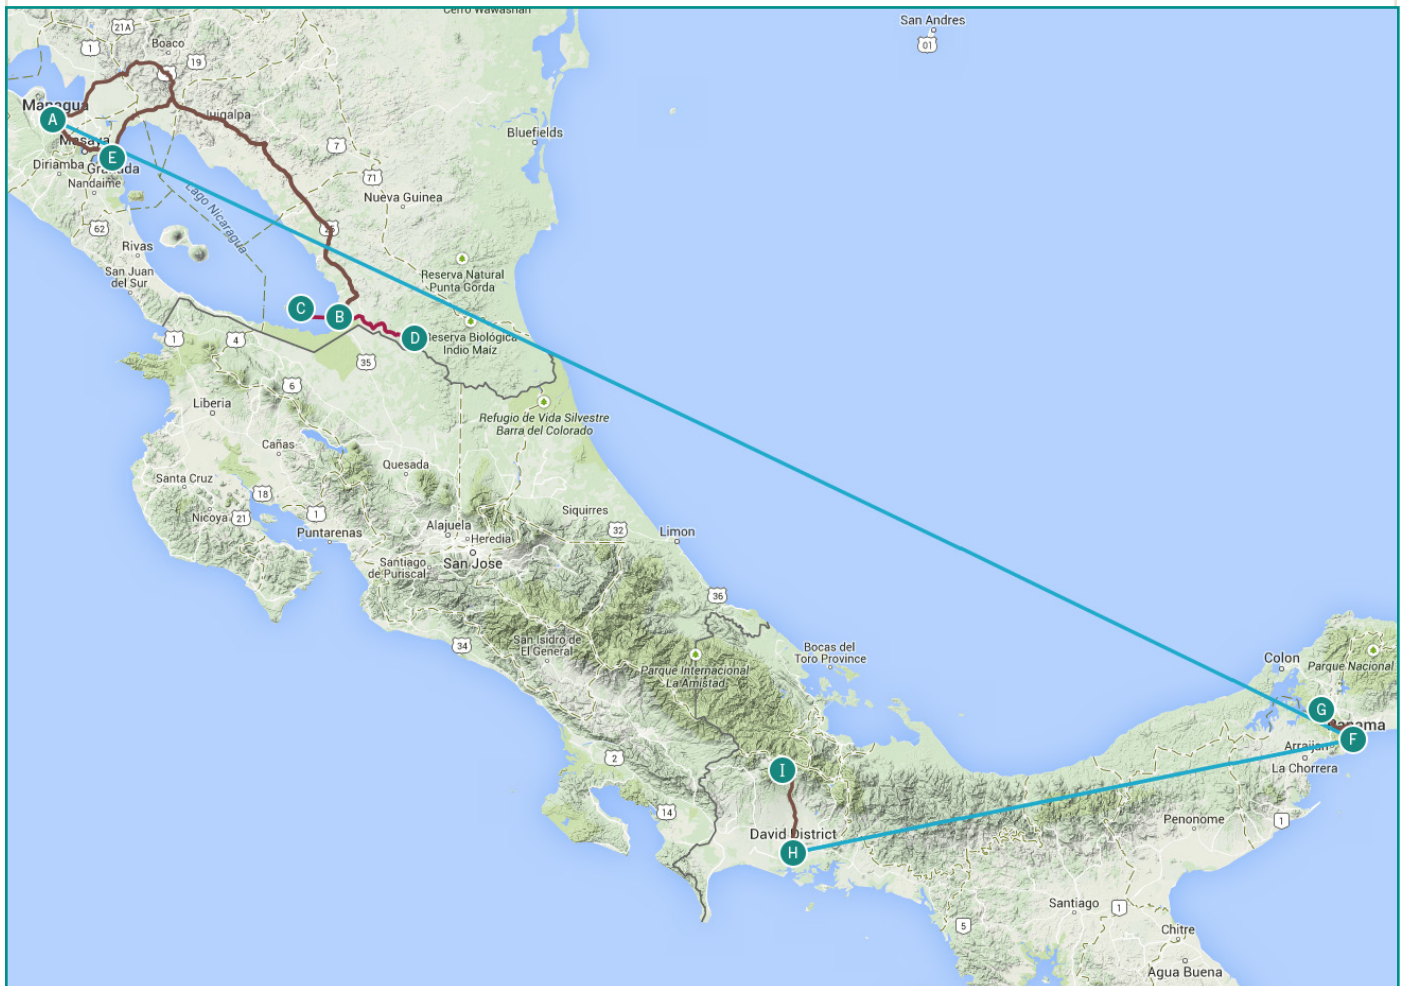 Cerro Wawashan
San Andres
01
21A
Boaco
1
19
Managua
A
Juigalpa
Masaya
E
Diriamba
Granada
Nandaime
7
71
Bluefields
Nueva Guinea
Lago Nicaragua
62
25
Rivas
San Juan
del Sur
Reserva Natural
Punta Gorda
C
B
D
Reserva Biológica
Indio Maíz
1
4
35
6
Liberia
Refugio de Vida Silvestre
Barra del Colorado
Cañas
Quesada
Santa Cruz
18
Nicoya
21
1
Puntarenas
Siquirres
32
Limon
Alajuela
Heredia
San Jose
Santiago
de Puriscal
36
34
San Isidro de
El General
Parque Internacional
La Amistad
Bocas del
Toro Province
Colon
Parque Nacional
G
Panama
F
Arraijan
La Chorrera
2
I
14
David District
H
Penonome
1
Santiago
1
5
Chitre
Agua Buena